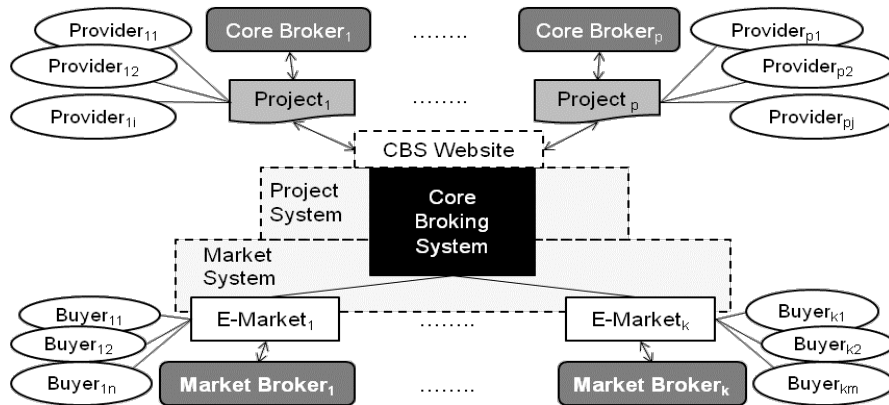 Provider11 Core Broker1 ........ Core Brokerp Providerp1
Provider12 Providerp2
Project1 ........ Project p
Provider1i Providerpj
CBS Website
Project
System
Core
Broking
System
Market
System
Buyer11 E-Market1 ........ E-Marketk Buyerk1
Buyer12 Buyerk2
Buyer1n Market Broker1 ........ Market Brokerk Buyerkm